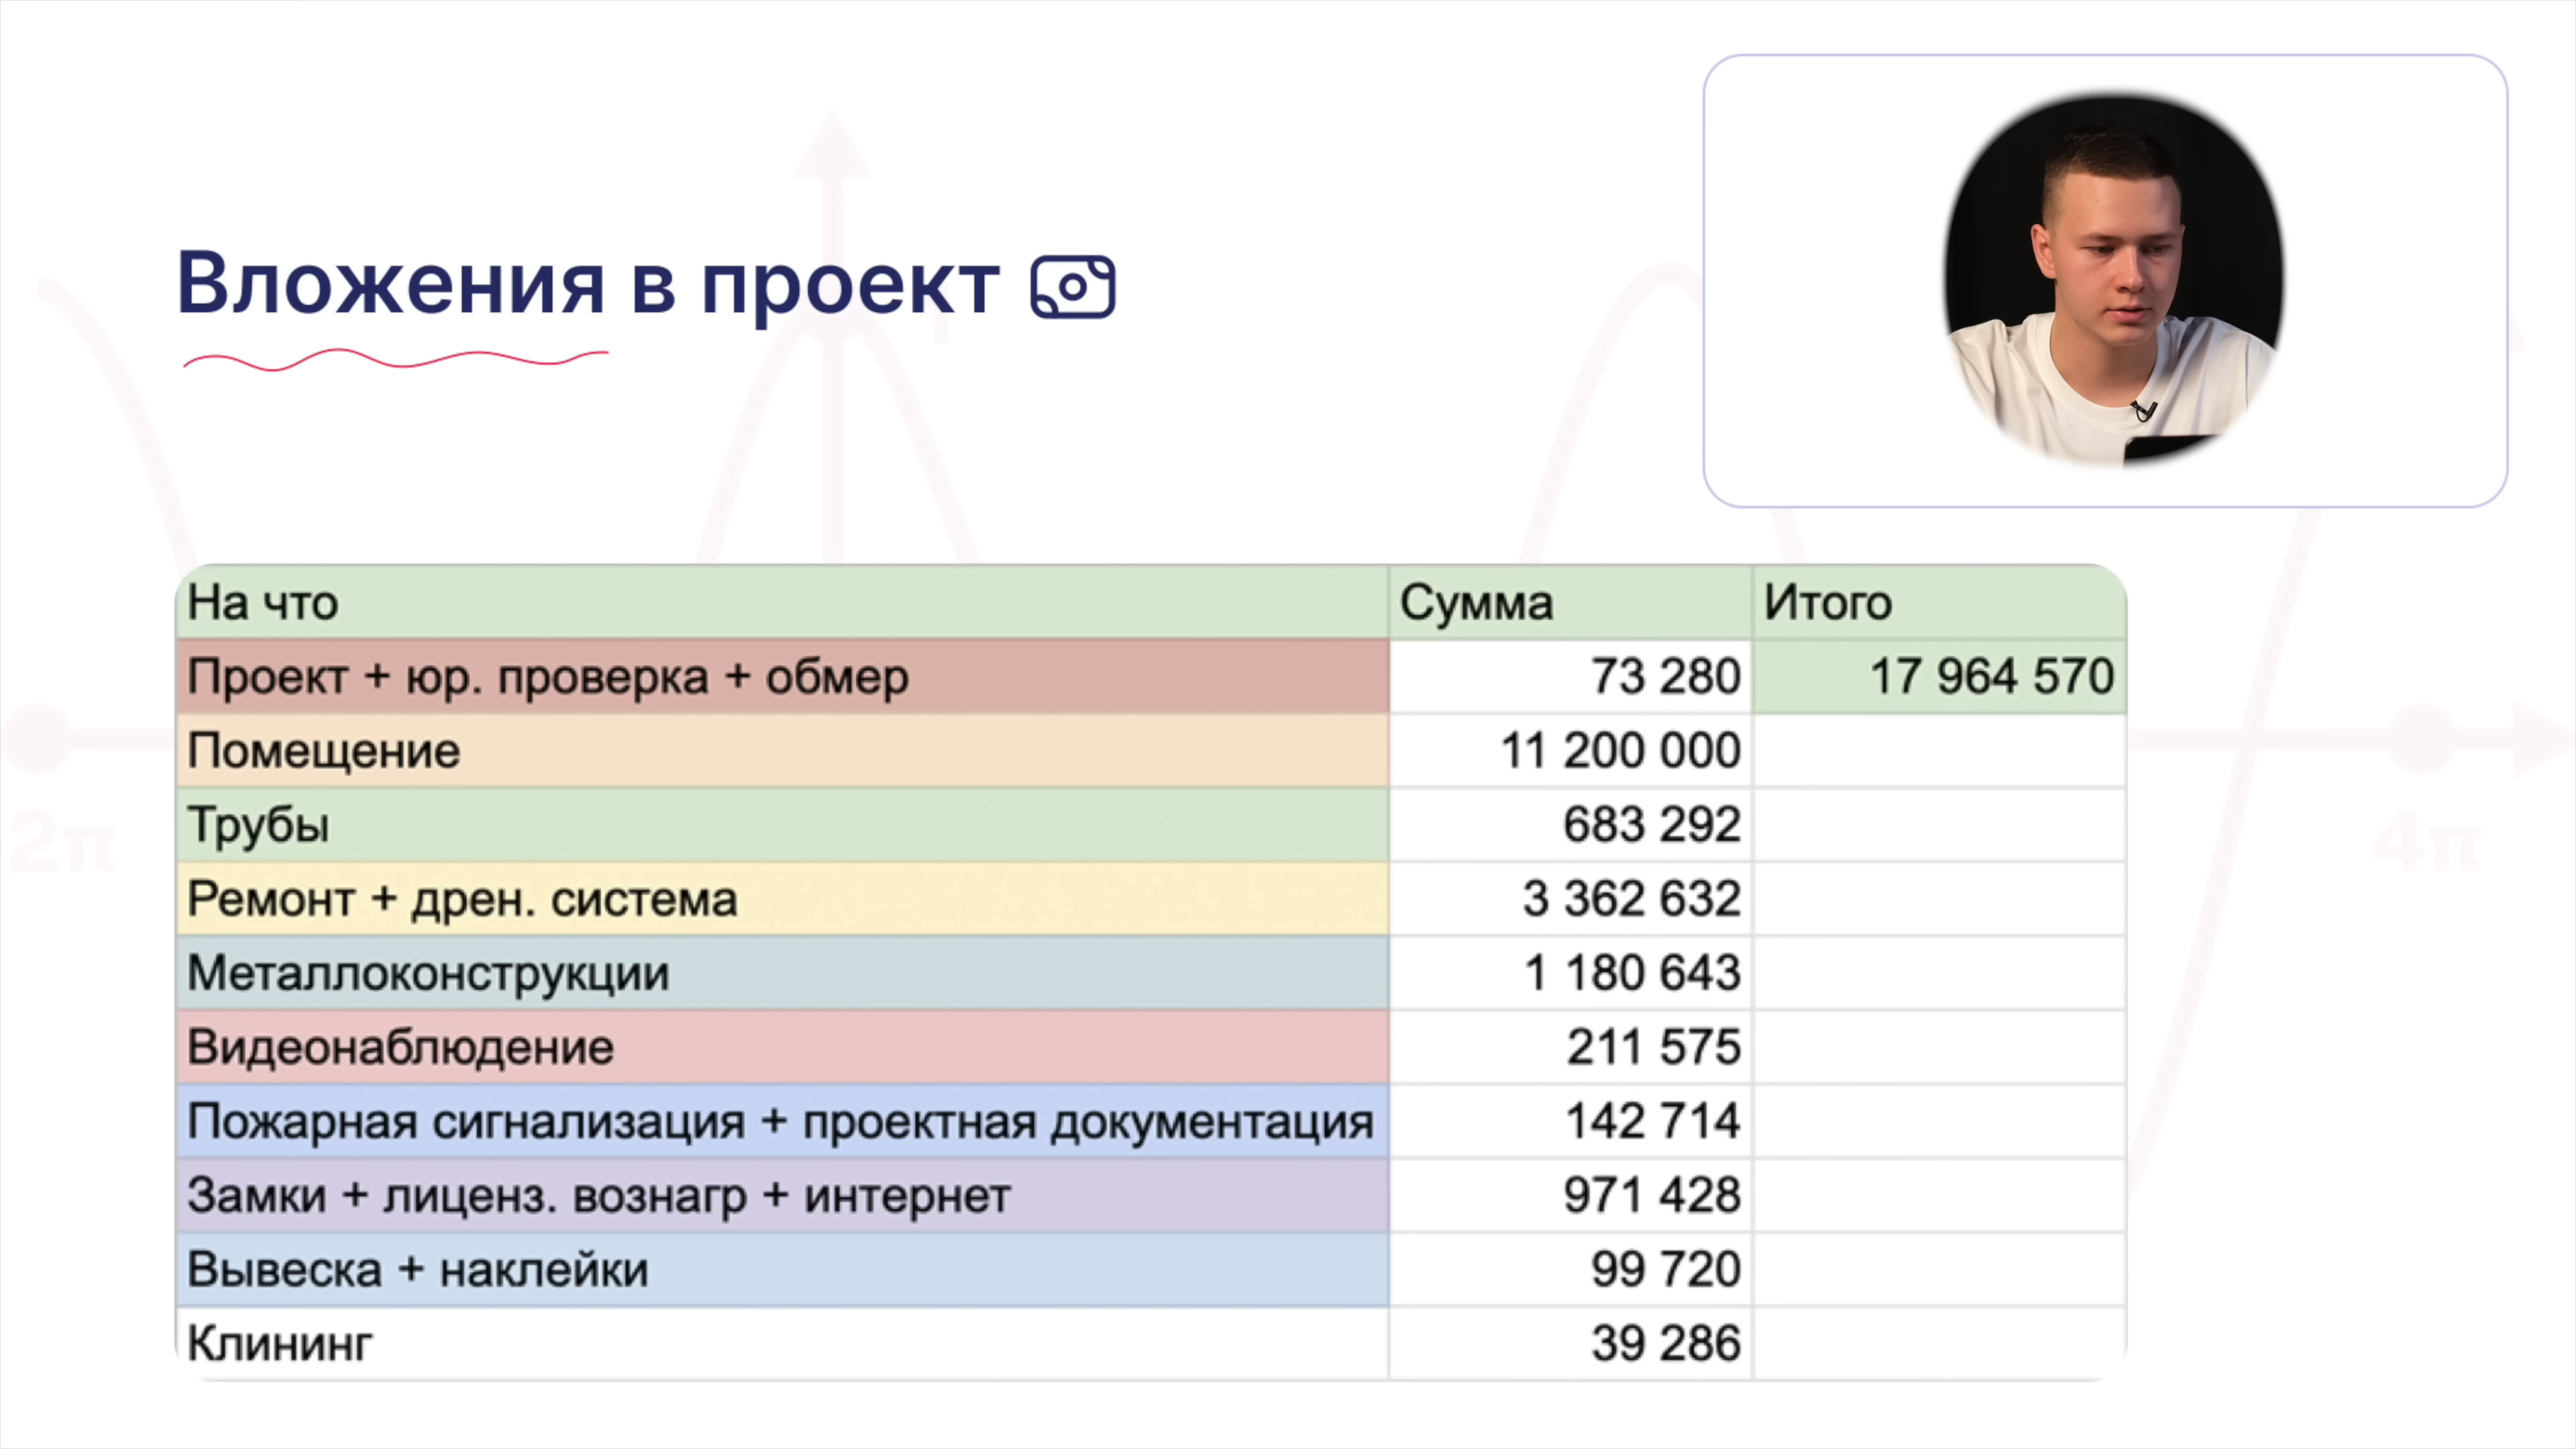 Вложения в проект
На что Сумма Итого
Проект + юр. проверка + обмер 73 280 17 964 570
Помещение 11 200 000
Трубы 683 292
Ремонт + дрен. система 3 362 632
Металлоконструкции 1 180 643
Видеонаблюдение 211 575
Пожарная сигнализация + проектная документация 142 714
Замки + лиценз. вознагр + интернет 971 428
Вывеска + наклейки 99 720
Клининг 39 286
2π
4π